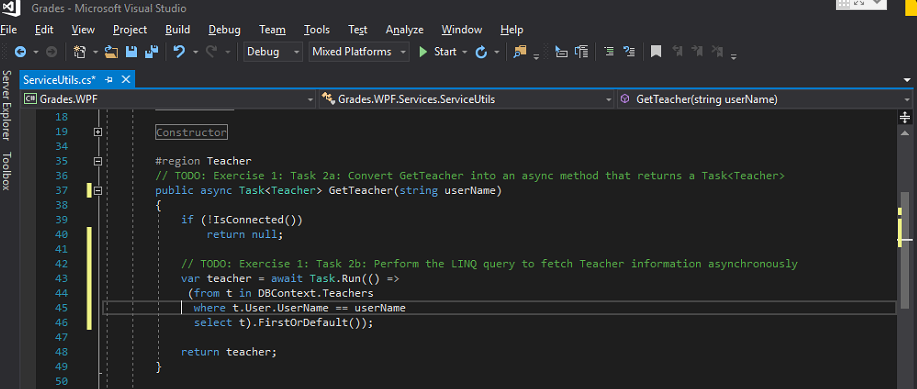 Grades - Microsoft Visual Studio
File Edit View Project Build Debug Team Tools Test Analyze Window Help
Debug Mixed Platforms Start
Server Explorer
Toolbox
ServiceUtils.cs*
C# Grades.WPF Grades.WPF.Services.ServiceUtils GetTeacher(string userName)
18
19 Constructor
34
35 #region Teacher
36 // TODO: Exercise 1: Task 2a: Convert GetTeacher into an async method that returns a Task<Teacher>
37 public async Task<Teacher> GetTeacher(string userName)
38 {
39 if (!IsConnected())
40 return null;
41
42 // TODO: Exercise 1: Task 2b: Perform the LINQ query to fetch Teacher information asynchronously
43 var teacher = await Task.Run(() =>
44 (from t in DBContext.Teachers
45 where t.User.UserName == userName
46 select t).FirstOrDefault());
47
48 return teacher;
49 }
50